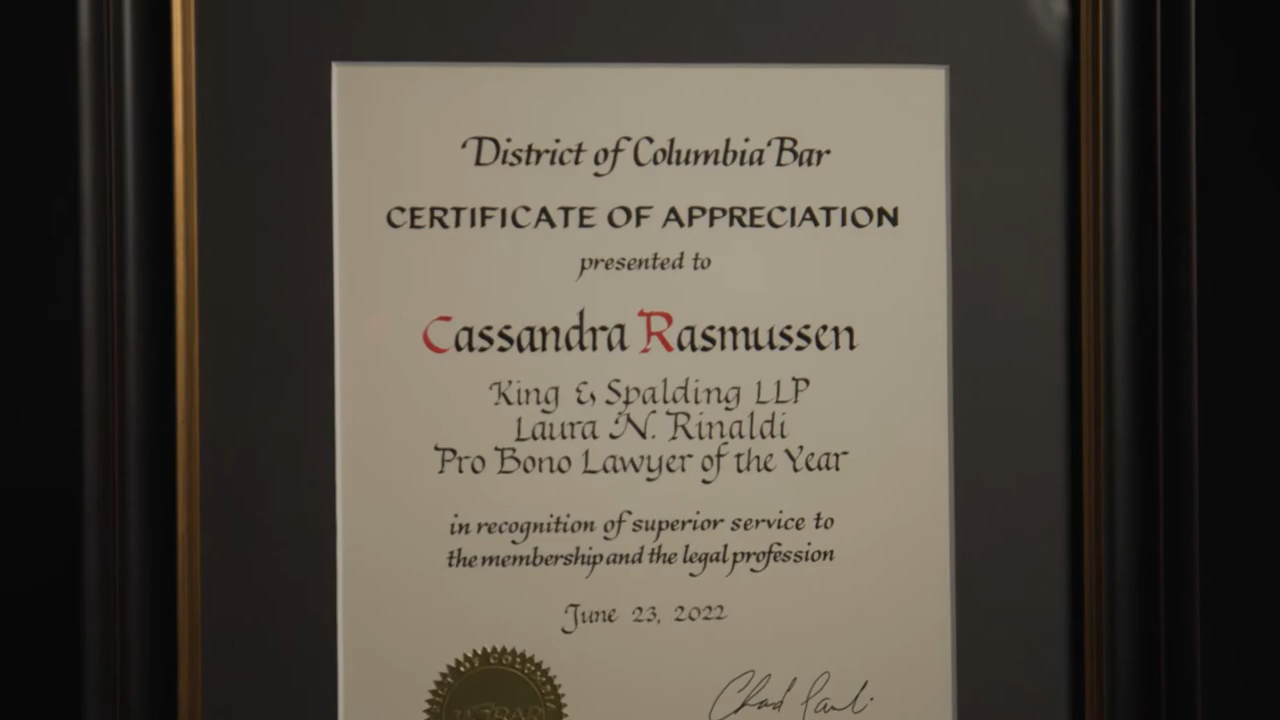 District of Columbia Bar
CERTIFICATE OF APPRECIATION
presented to
Cassandra Rasmussen
King & Spalding LLP
Laura N. Rinaldi
Pro Bono Lawyer of the Year
in recognition of superior service to
the membership and the legal profession
June 23, 2022